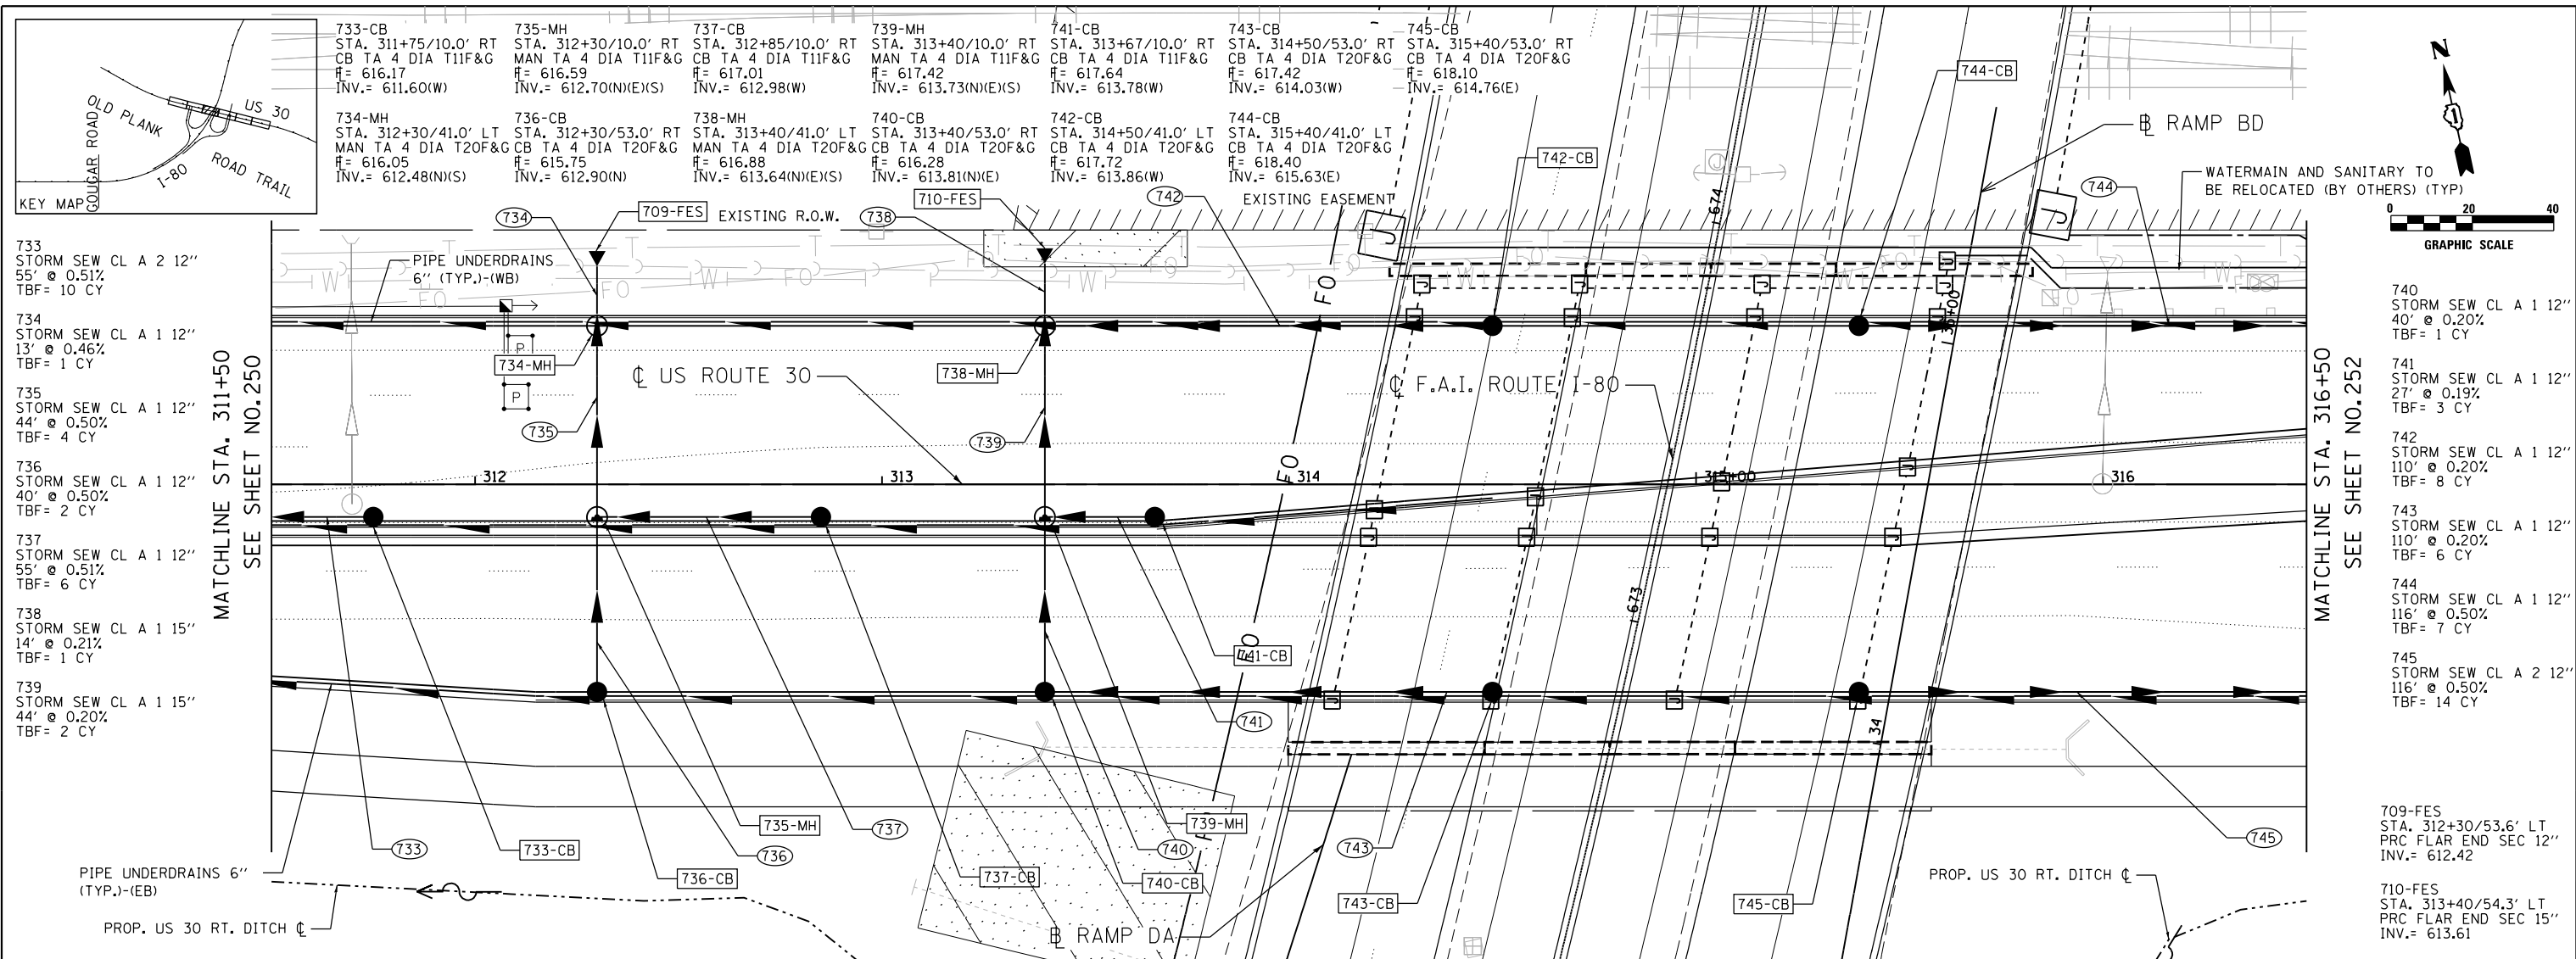 KEY MAP
GOUGAR ROAD
OLD PLANK
ROAD TRAIL
I-80
US 30
733-CB
STA. 311+75/10.0' RT
CB TA 4 DIA T11F&G
℄= 616.17
INV.= 611.60(W)
735-MH
STA. 312+30/10.0' RT
MAN TA 4 DIA T11F&G
℄= 616.59
INV.= 612.70(N)(E)(S)
737-CB
STA. 312+85/10.0' RT
CB TA 4 DIA T11F&G
℄= 617.01
INV.= 612.98(W)
739-MH
STA. 313+40/10.0' RT
MAN TA 4 DIA T11F&G
℄= 617.42
INV.= 613.73(N)(E)(S)
741-CB
STA. 313+67/10.0' RT
CB TA 4 DIA T11F&G
℄= 617.64
INV.= 613.78(W)
743-CB
STA. 314+50/53.0' RT
CB TA 4 DIA T20F&G
℄= 617.42
INV.= 614.03(W)
745-CB
STA. 315+40/53.0' RT
CB TA 4 DIA T20F&G
℄= 618.10
INV.= 614.76(E)
734-MH
STA. 312+30/41.0' LT
MAN TA 4 DIA T20F&G
℄= 616.05
INV.= 612.48(N)(S)
736-CB
STA. 312+30/53.0' RT
CB TA 4 DIA T20F&G
℄= 615.75
INV.= 612.90(N)
738-MH
STA. 313+40/41.0' LT
MAN TA 4 DIA T20F&G
℄= 616.88
INV.= 613.64(N)(E)(S)
740-CB
STA. 313+40/53.0' RT
CB TA 4 DIA T20F&G
℄= 616.28
INV.= 613.81(N)(E)
742-CB
STA. 314+50/41.0' LT
CB TA 4 DIA T20F&G
℄= 617.72
INV.= 613.86(W)
744-CB
STA. 315+40/41.0' LT
CB TA 4 DIA T20F&G
℄= 618.40
INV.= 615.63(E)
N
0 20 40
GRAPHIC SCALE
744-CB
℄ RAMP BD
WATERMAIN AND SANITARY TO
BE RELOCATED (BY OTHERS) (TYP)
734
709-FES
EXISTING R.O.W.
738
710-FES
742
EXISTING EASEMENT
742-CB
744
733
STORM SEW CL A 2 12''
55' @ 0.51%
TBF= 10 CY
734
STORM SEW CL A 1 12''
13' @ 0.46%
TBF= 1 CY
735
STORM SEW CL A 1 12''
44' @ 0.50%
TBF= 4 CY
736
STORM SEW CL A 1 12''
40' @ 0.50%
TBF= 2 CY
737
STORM SEW CL A 1 12''
55' @ 0.51%
TBF= 6 CY
738
STORM SEW CL A 1 15''
14' @ 0.21%
TBF= 1 CY
739
STORM SEW CL A 1 15''
44' @ 0.20%
TBF= 2 CY
MATCHLINE STA. 311+50
SEE SHEET NO.250
PIPE UNDERDRAINS
6'' (TYP.)-(WB)
734-MH
P
P
735
℄ US ROUTE 30
738-MH
739
℄ F.A.I. ROUTE I-80
FO
FO
FO
674
673
136+00
134
312
313
314
315+00
316
741-CB
741
735-MH
737
739-MH
733
733-CB
736
740
743
745
736-CB
737-CB
740-CB
743-CB
745-CB
PIPE UNDERDRAINS 6''
(TYP.)-(EB)
PROP. US 30 RT. DITCH ℄
℄ RAMP DA
PROP. US 30 RT. DITCH ℄
MATCHLINE STA. 316+50
SEE SHEET NO.252
740
STORM SEW CL A 1 12''
40' @ 0.20%
TBF= 1 CY
741
STORM SEW CL A 1 12''
27' @ 0.19%
TBF= 3 CY
742
STORM SEW CL A 1 12''
110' @ 0.20%
TBF= 8 CY
743
STORM SEW CL A 1 12''
110' @ 0.20%
TBF= 6 CY
744
STORM SEW CL A 1 12''
116' @ 0.50%
TBF= 7 CY
745
STORM SEW CL A 2 12''
116' @ 0.50%
TBF= 14 CY
709-FES
STA. 312+30/53.6' LT
PRC FLAR END SEC 12''
INV.= 612.42
710-FES
STA. 313+40/54.3' LT
PRC FLAR END SEC 15''
INV.= 613.61